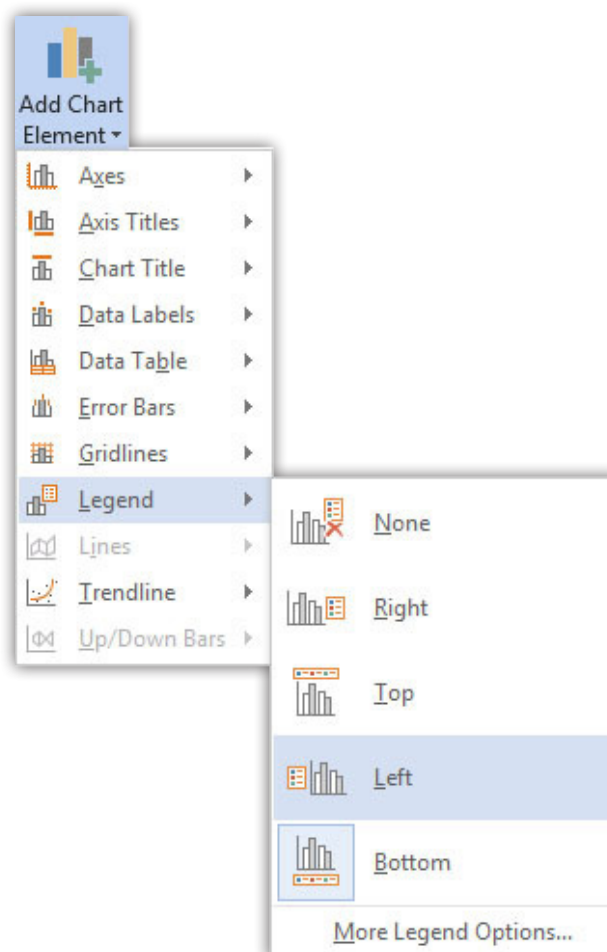 Add Chart
Element
Axes
Axis Titles
Chart Title
Data Labels
Data Table
Error Bars
Gridlines
Legend
Lines
Trendline
Up/Down Bars
None
Right
Top
Left
Bottom
More Legend Options...